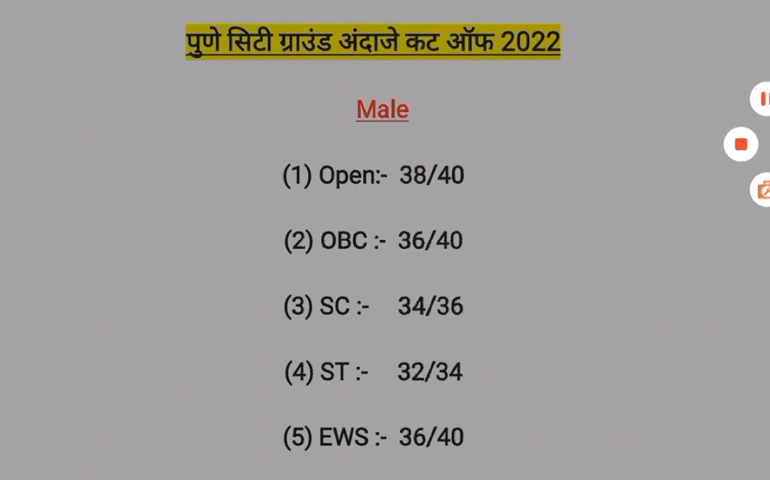 पुणे सिटी ग्राउंड अंदाजे कट ऑफ 2022
Male
(1) Open:- 38/40
(2) OBC :- 36/40
(3) SC :- 34/36
(4) ST :- 32/34
(5) EWS :- 36/40